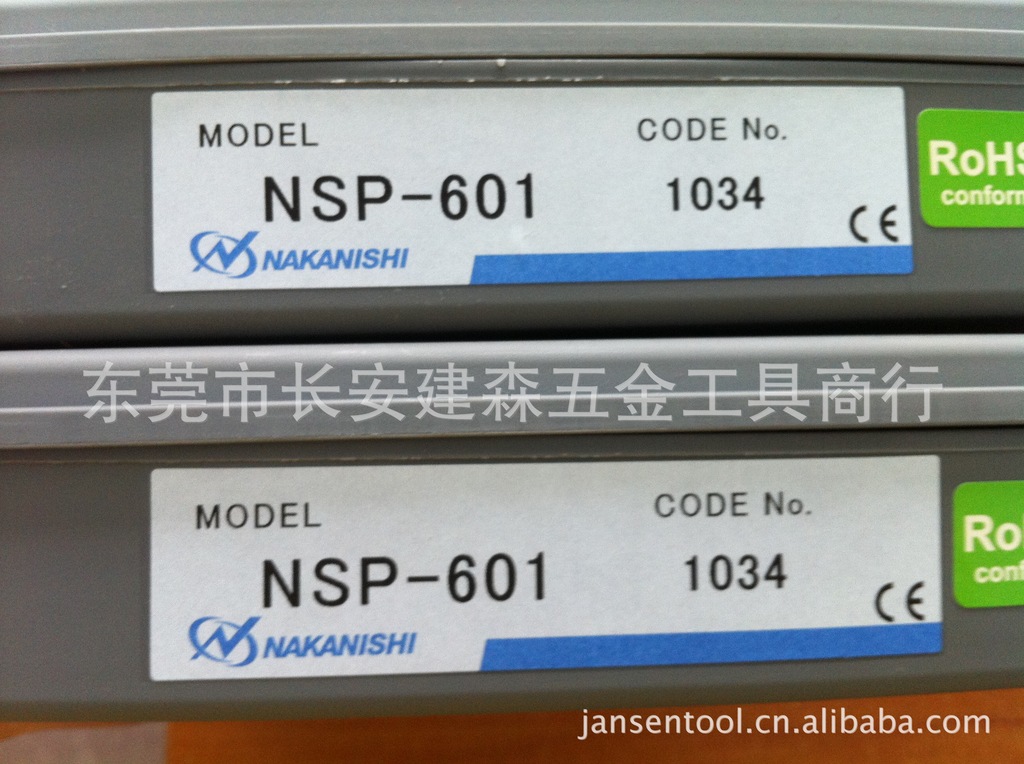 MODEL
CODE No.
NSP-601
1034
CE
NAKANISHI
RoHS
conform
东莞市长安建森五金工具商行
MODEL
CODE No.
NSP-601
1034
CE
NAKANISHI
Ro
conf
jansentool.cn.alibaba.com